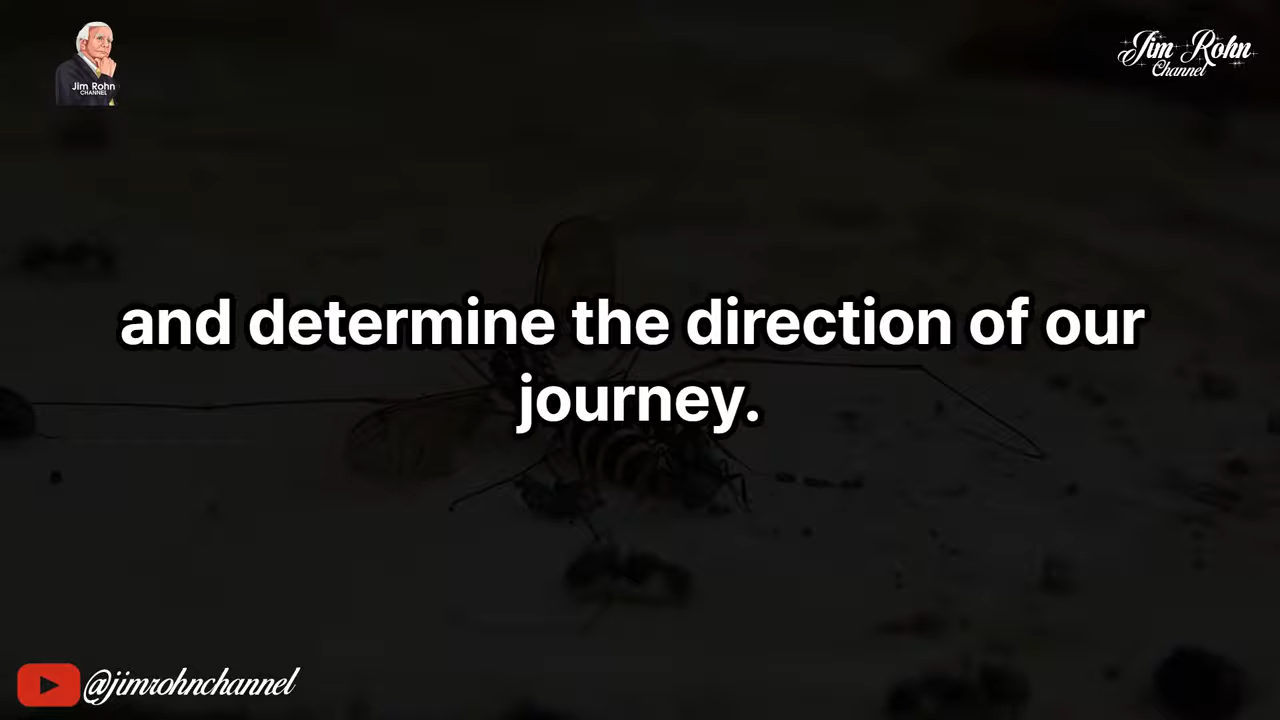 Jim Rohn
CHANNEL
Jim Rohn
Channel
and determine the direction of our
journey.
@jimrohnchannel